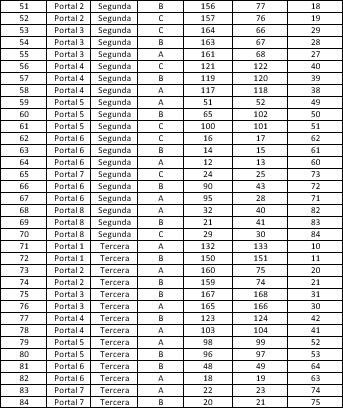 51 Portal 2 Segunda B 156 77 18
52 Portal 2 Segunda C 157 76 19
53 Portal 3 Segunda C 164 66 29
54 Portal 3 Segunda B 163 67 28
55 Portal 3 Segunda A 161 68 27
56 Portal 4 Segunda C 121 122 40
57 Portal 4 Segunda B 119 120 39
58 Portal 4 Segunda A 117 118 38
59 Portal 5 Segunda A 51 52 49
60 Portal 5 Segunda B 65 102 50
61 Portal 5 Segunda C 100 101 51
62 Portal 6 Segunda C 16 17 62
63 Portal 6 Segunda B 14 15 61
64 Portal 6 Segunda A 12 13 60
65 Portal 7 Segunda C 24 25 73
66 Portal 6 Segunda B 90 43 72
67 Portal 6 Segunda A 95 28 71
68 Portal 8 Segunda A 32 40 82
69 Portal 8 Segunda B 21 41 83
70 Portal 8 Segunda C 29 30 84
71 Portal 1 Tercera A 132 133 10
72 Portal 1 Tercera B 150 151 11
73 Portal 2 Tercera A 160 75 20
74 Portal 2 Tercera B 159 74 21
75 Portal 3 Tercera B 167 168 31
76 Portal 3 Tercera A 165 166 30
77 Portal 4 Tercera B 123 124 42
78 Portal 4 Tercera A 103 104 41
79 Portal 5 Tercera A 98 99 52
80 Portal 5 Tercera B 96 97 53
81 Portal 6 Tercera B 48 49 64
82 Portal 6 Tercera A 18 19 63
83 Portal 7 Tercera A 22 23 74
84 Portal 7 Tercera B 20 21 75